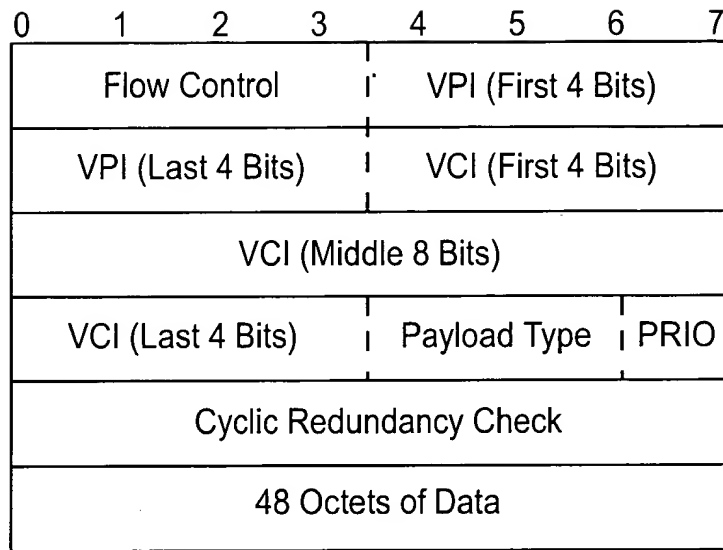 0 1 2 3 4 5 6 7
Flow Control VPI (First 4 Bits)
VPI (Last 4 Bits) VCI (First 4 Bits)
VCI (Middle 8 Bits)
VCI (Last 4 Bits) Payload Type PRIO
Cyclic Redundancy Check
48 Octets of Data